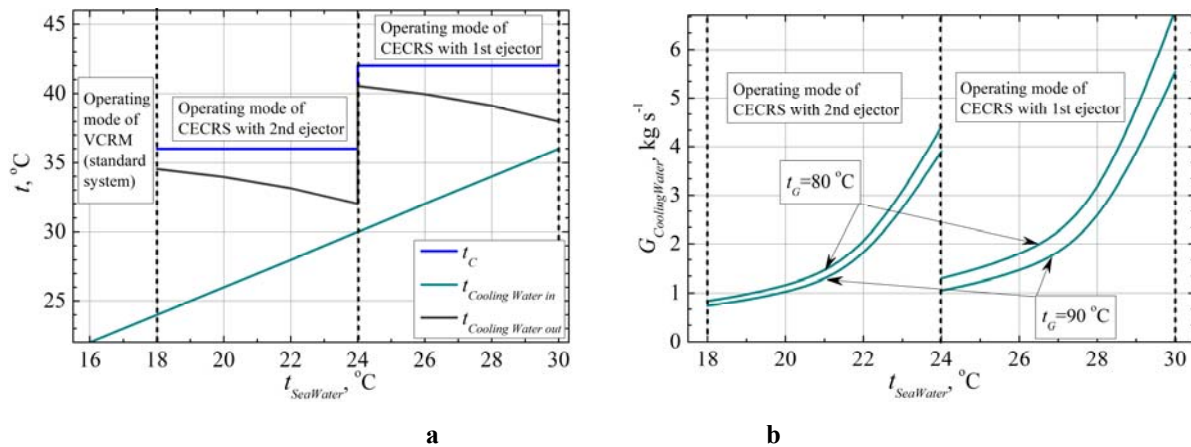 45
40
35
30
25
t, °C
Operating
mode of
VCRM
(standard
system)
Operating mode of
CECRS with 2nd ejector
Operating mode of
CECRS with 1st ejector
t_C
t_Cooling Water in
t_Cooling Water out
16 18 20 22 24 26 28 30
t_SeaWater, °C
a
6
5
4
3
2
1
0
G_CoolingWater, kg s⁻¹
Operating mode of
CECRS with 2nd ejector
Operating mode of
CECRS with 1st ejector
t_G=80 °C
t_G=90 °C
18 20 22 24 26 28 30
t_SeaWater, °C
b